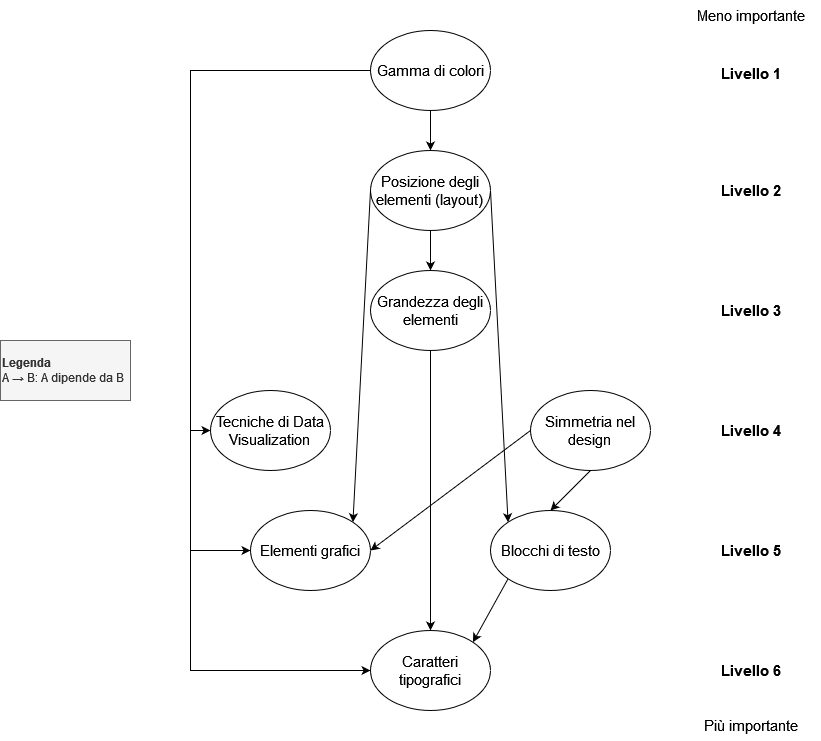 Meno importante
Gamma di colori
Livello 1
Posizione degli
elementi (layout)
Livello 2
Grandezza degli
elementi
Livello 3
Legenda
A → B: A dipende da B
Tecniche di Data
Visualization
Simmetria nel
design
Livello 4
Elementi grafici
Blocchi di testo
Livello 5
Caratteri
tipografici
Livello 6
Più importante